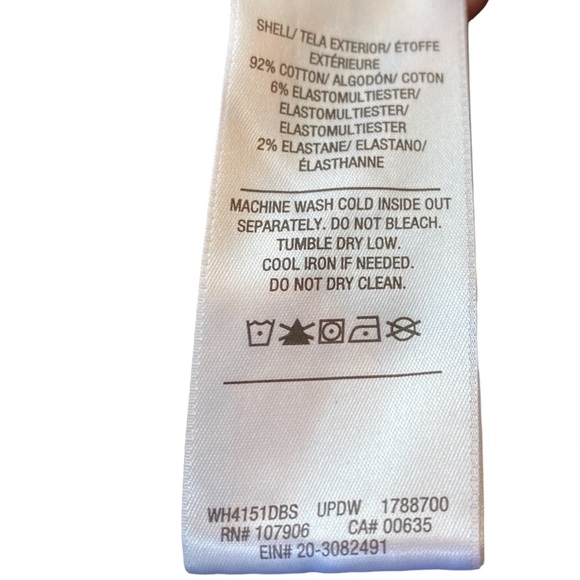 SHELL/ TELA EXTERIOR/ ÉTOFFE
EXTÉRIEURE
92% COTTON/ ALGODÓN/ COTON
6% ELASTOMULTIESTER/
ELASTOMULTIESTER/
ELASTOMULTIESTER
2% ELASTANE/ ELASTANO/
ÉLASTHANNE
MACHINE WASH COLD INSIDE OUT
SEPARATELY. DO NOT BLEACH.
TUMBLE DRY LOW.
COOL IRON IF NEEDED.
DO NOT DRY CLEAN.
WH4151DBS UPDW 1788700
RN# 107906 CA# 00635
EIN# 20-3082491